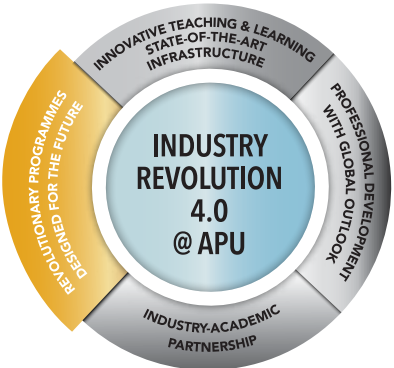 INNOVATIVE TEACHING & LEARNING
STATE-OF-THE-ART
INFRASTRUCTURE
REVOLUTIONARY PROGRAMMES
DESIGNED FOR THE FUTURE
INDUSTRY
REVOLUTION
4.0
@ APU
PROFESSIONAL DEVELOPMENT
WITH GLOBAL OUTLOOK
INDUSTRY-ACADEMIC
PARTNERSHIP